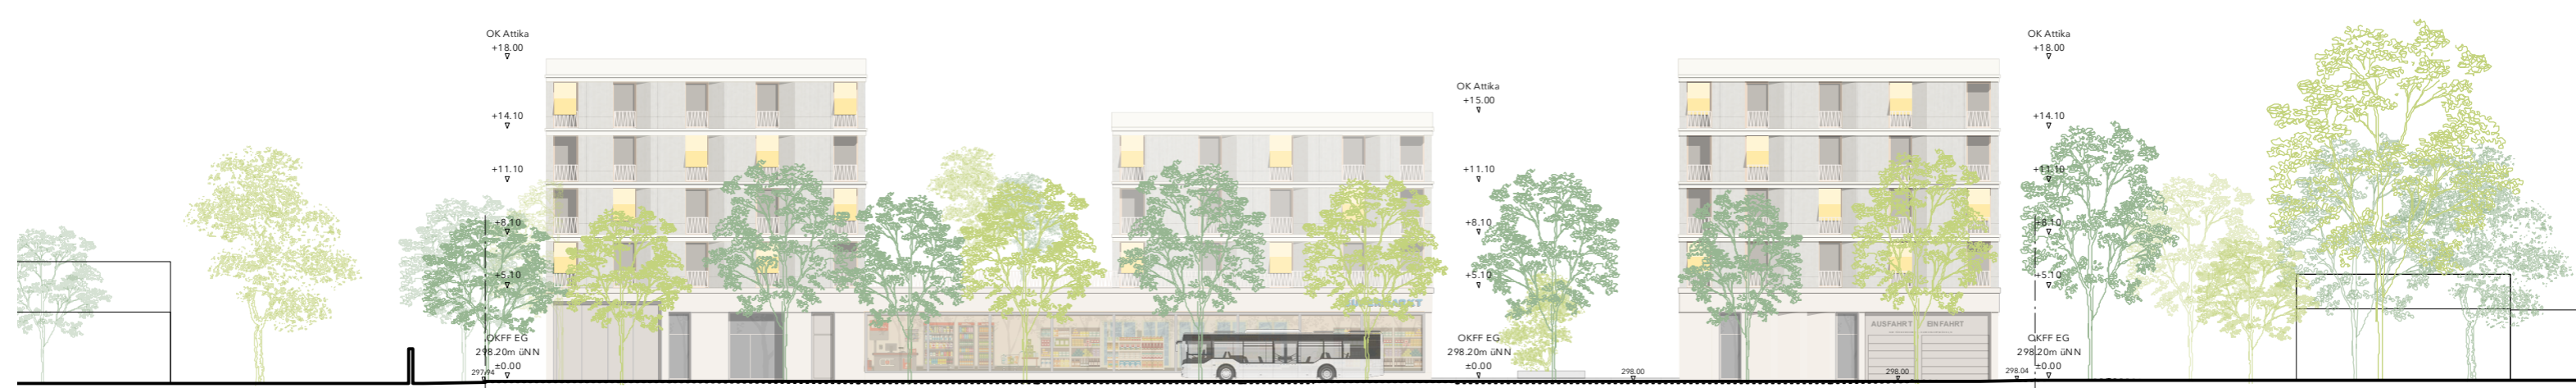 OK Attika
+18.00
+14.10
+11.10
+8.10
+5.10
OKFF EG
298.20m üNN
±0.00
297.94
OK Attika
+15.00
+11.10
+8.10
+5.10
OKFF EG
298.20m üNN
±0.00
298.00
AUSFAHRT EINFAHRT
298.00
298.04
OK Attika
+18.00
+14.10
+11.10
+8.10
+5.10
OKFF EG
298.20m üNN
±0.00